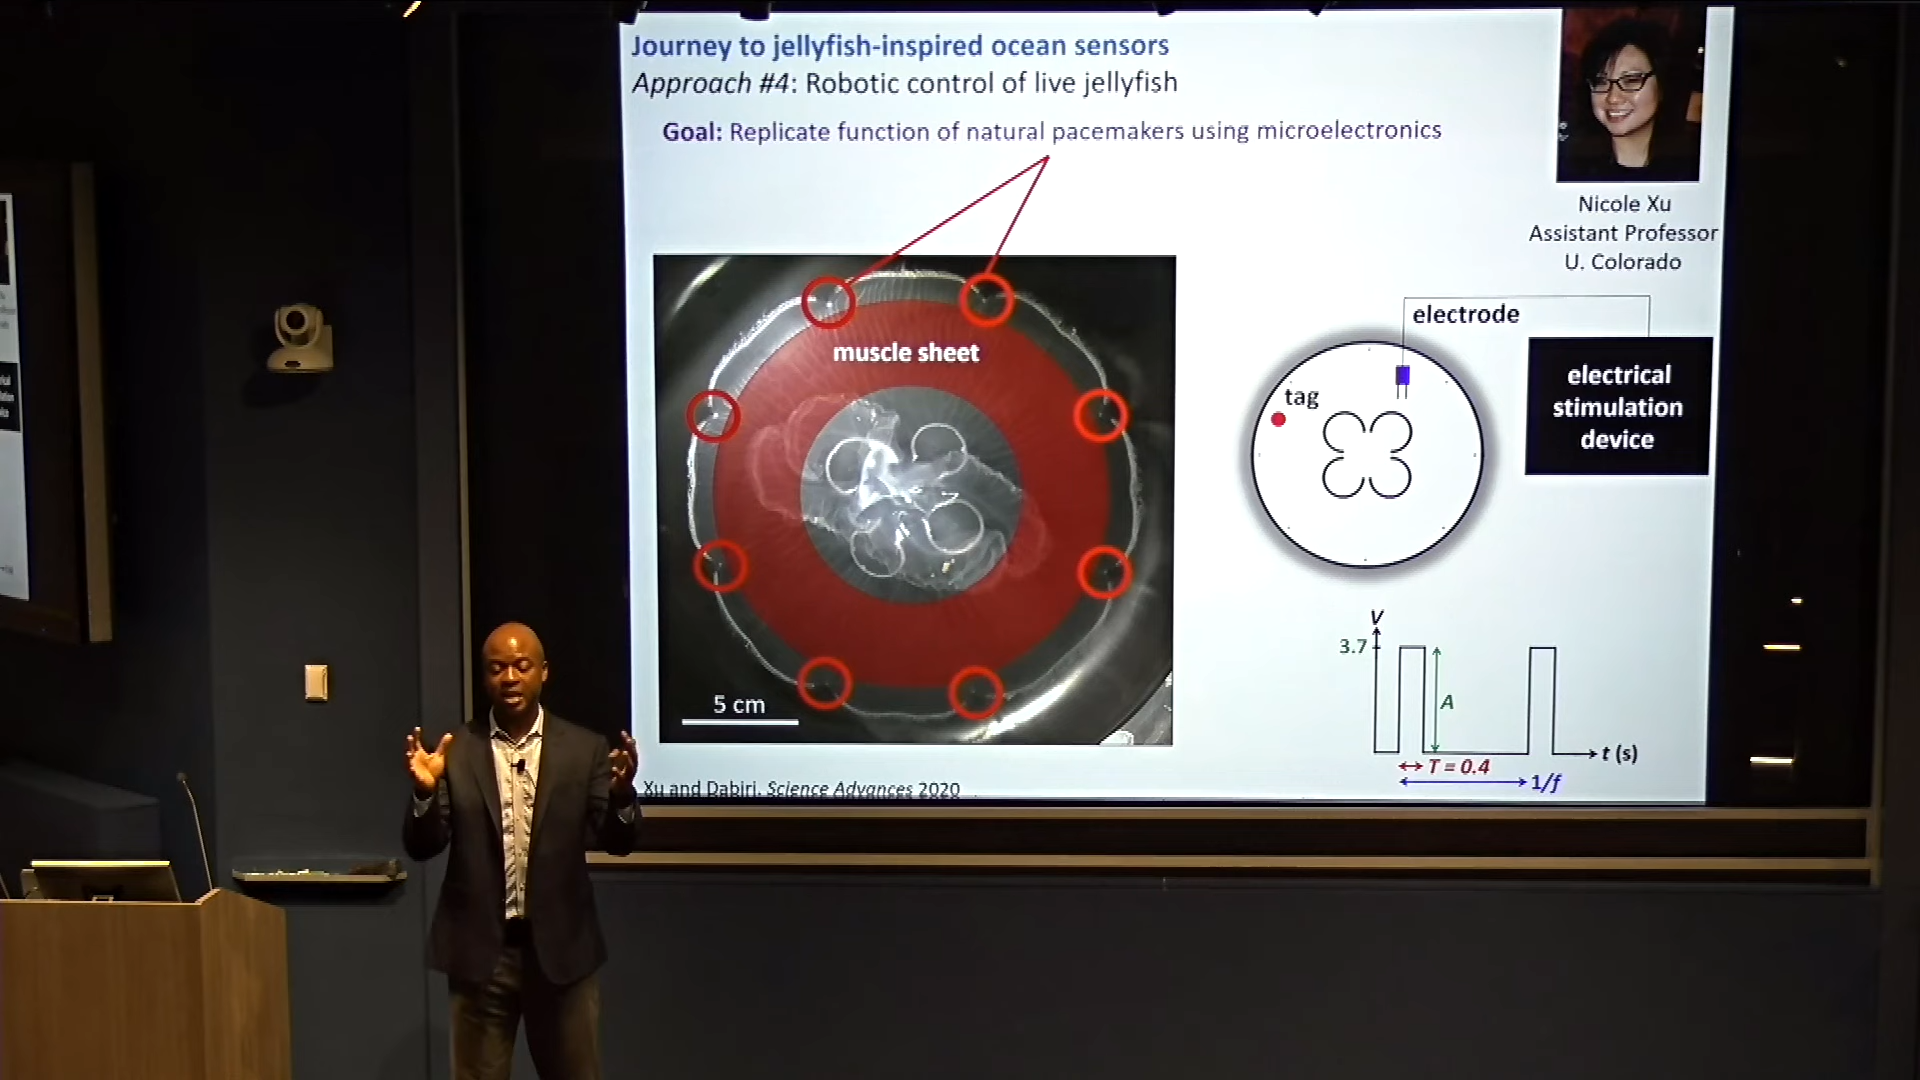 Journey to jellyfish-inspired ocean sensors
Approach #4: Robotic control of live jellyfish
Goal: Replicate function of natural pacemakers using microelectronics
Nicole Xu
Assistant Professor
U. Colorado
muscle sheet
5 cm
electrode
tag
electrical
stimulation
device
V
3.7
A
t (s)
T = 0.4
1/f
Xu and Dabiri, Science Advances 2020